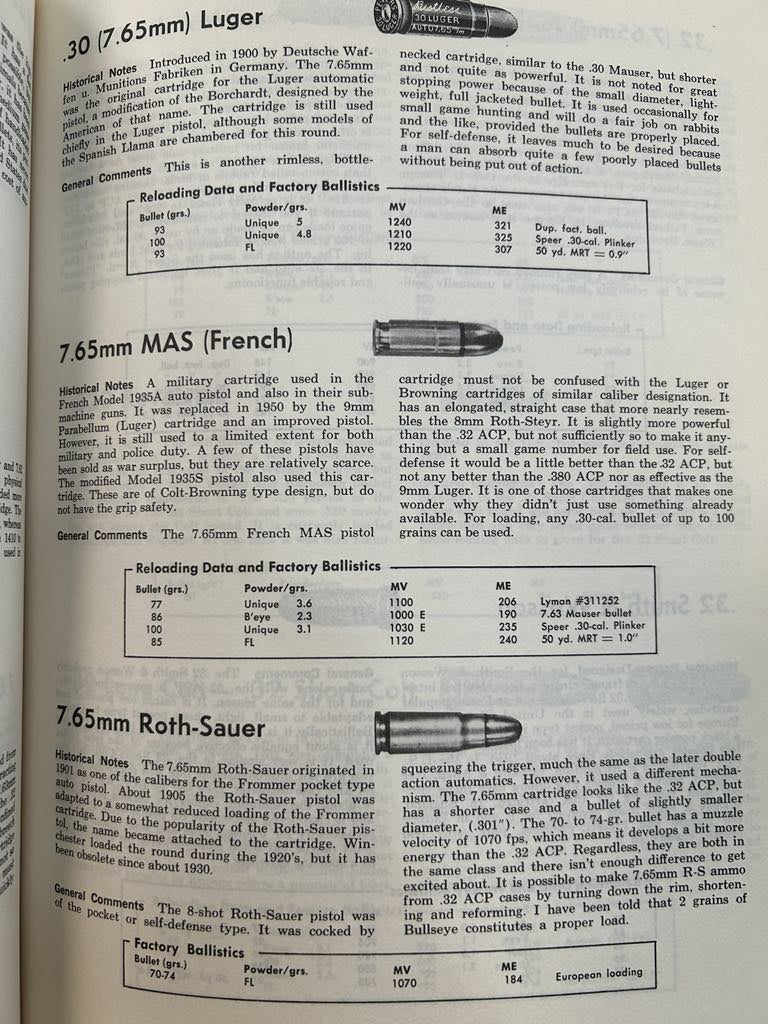 .30 (7.65mm) Luger
30 LUGER
AUTO7.65 ᵐ/m
Historical Notes Introduced in 1900 by Deutsche Waf-
fen u. Munitions Fabriken in Germany. The 7.65mm
was the original cartridge for the Luger automatic
pistol, a modification of the Borchardt, designed by the
American of that name. The cartridge is still used
chiefly in the Luger pistol, although some models of
the Spanish Llama are chambered for this round.
General Comments This is another rimless, bottle-
necked cartridge, similar to the .30 Mauser, but shorter
and not quite as powerful. It is not noted for great
stopping power because of the small diameter, light-
weight, full jacketed bullet. It is used occasionally for
small game hunting and will do a fair job on rabbits
and the like, provided the bullets are properly placed.
For self-defense, it leaves much to be desired because
a man can absorb quite a few poorly placed bullets
without being put out of action.
Reloading Data and Factory Ballistics
Bullet (grs.) Powder/grs. MV ME
93 Unique 5 1240 321 Dup. fact. ball.
100 Unique 4.8 1210 325 Speer .30-cal. Plinker
93 FL 1220 307 50 yd. MRT = 0.9"
7.65mm MAS (French)
Historical Notes A military cartridge used in the
French Model 1935A auto pistol and also in their sub-
machine guns. It was replaced in 1950 by the 9mm
Parabellum (Luger) cartridge and an improved pistol.
However, it is still used to a limited extent for both
military and police duty. A few of these pistols have
been sold as war surplus, but they are relatively scarce.
The modified Model 1935S pistol also used this car-
tridge. These are of Colt-Browning type design, but do
not have the grip safety.
General Comments The 7.65mm French MAS pistol
cartridge must not be confused with the Luger or
Browning cartridges of similar caliber designation. It
has an elongated, straight case that more nearly resem-
bles the 8mm Roth-Steyr. It is slightly more powerful
than the .32 ACP, but not sufficiently so to make it any-
thing but a small game number for field use. For self-
defense it would be a little better than the .32 ACP, but
not any better than the .380 ACP nor as effective as the
9mm Luger. It is one of those cartridges that makes one
wonder why they didn't just use something already
available. For loading, any .30-cal. bullet of up to 100
grains can be used.
Reloading Data and Factory Ballistics
Bullet (grs.) Powder/grs. MV ME
77 Unique 3.6 1100 206 Lyman #311252
86 B'eye 2.3 1000 E 190 7.63 Mauser bullet
100 Unique 3.1 1030 E 235 Speer .30-cal. Plinker
85 FL 1120 240 50 yd. MRT = 1.0"
7.65mm Roth-Sauer
Historical Notes The 7.65mm Roth-Sauer originated in
1901 as one of the calibers for the Frommer pocket type
auto pistol. About 1905 the Roth-Sauer pistol was
adapted to a somewhat reduced loading of the Frommer
cartridge. Due to the popularity of the Roth-Sauer pis-
tol, the name became attached to the cartridge. Win-
chester loaded the round during the 1920's, but it has
been obsolete since about 1930.
General Comments The 8-shot Roth-Sauer pistol was
of the pocket or self-defense type. It was cocked by
squeezing the trigger, much the same as the later double
action automatics. However, it used a different mecha-
nism. The 7.65mm cartridge looks like the .32 ACP, but
has a shorter case and a bullet of slightly smaller
diameter, (.301"). The 70- to 74-gr. bullet has a muzzle
velocity of 1070 fps, which means it develops a bit more
energy than the .32 ACP. Regardless, they are both in
the same class and there isn't enough difference to get
excited about. It is possible to make 7.65mm R-S ammo
from .32 ACP cases by turning down the rim, shorten-
ing and reforming. I have been told that 2 grains of
Bullseye constitutes a proper load.
Factory Ballistics
Bullet (grs.) Powder/grs. MV ME
70-74 FL 1070 184 European loading